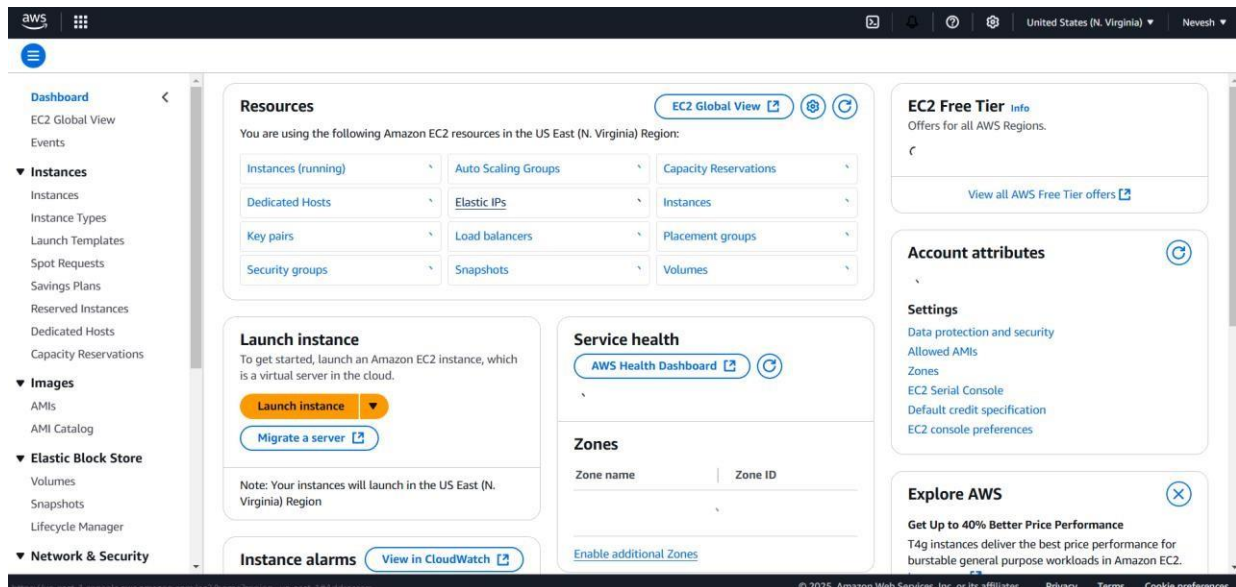 aws
United States (N. Virginia)
Nevesh
Dashboard
EC2 Global View
Events
Instances
Instances
Instance Types
Launch Templates
Spot Requests
Savings Plans
Reserved Instances
Dedicated Hosts
Capacity Reservations
Images
AMIs
AMI Catalog
Elastic Block Store
Volumes
Snapshots
Lifecycle Manager
Network & Security
Resources
EC2 Global View
You are using the following Amazon EC2 resources in the US East (N. Virginia) Region:
Instances (running) Auto Scaling Groups Capacity Reservations
Dedicated Hosts Elastic IPs Instances
Key pairs Load balancers Placement groups
Security groups Snapshots Volumes
Launch instance
To get started, launch an Amazon EC2 instance, which
is a virtual server in the cloud.
Launch instance
Migrate a server
Note: Your instances will launch in the US East (N.
Virginia) Region
Instance alarms View in CloudWatch
Service health
AWS Health Dashboard
Zones
Zone name Zone ID
Enable additional Zones
EC2 Free Tier Info
Offers for all AWS Regions.
View all AWS Free Tier offers
Account attributes
Settings
Data protection and security
Allowed AMIs
Zones
EC2 Serial Console
Default credit specification
EC2 console preferences
Explore AWS
Get Up to 40% Better Price Performance
T4g instances deliver the best price performance for
burstable general purpose workloads in Amazon EC2.
© 2025, Amazon Web Services, Inc. or its affiliates. Privacy Terms Cookie preferences